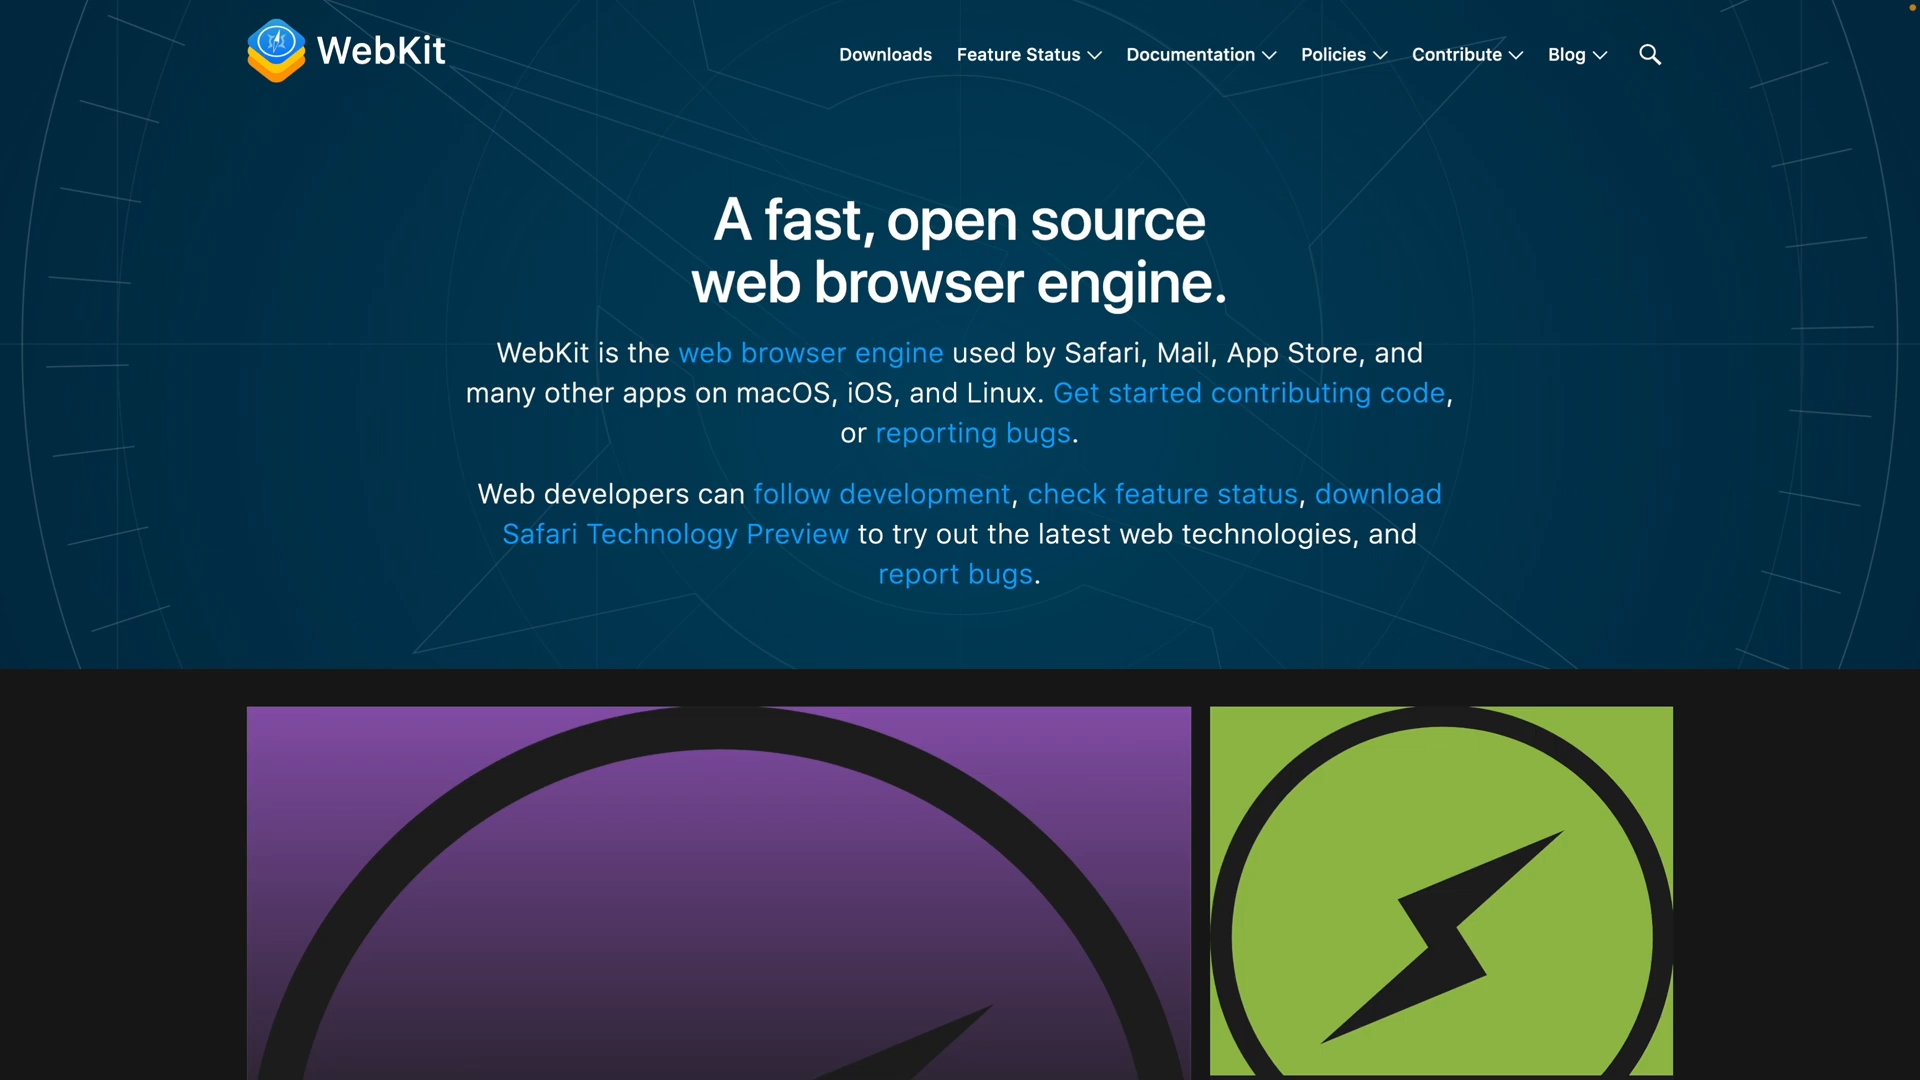 WebKit
Downloads Feature Status Documentation Policies Contribute Blog
A fast, open source
web browser engine.
WebKit is the web browser engine used by Safari, Mail, App Store, and
many other apps on macOS, iOS, and Linux. Get started contributing code,
or reporting bugs.
Web developers can follow development, check feature status, download
Safari Technology Preview to try out the latest web technologies, and
report bugs.